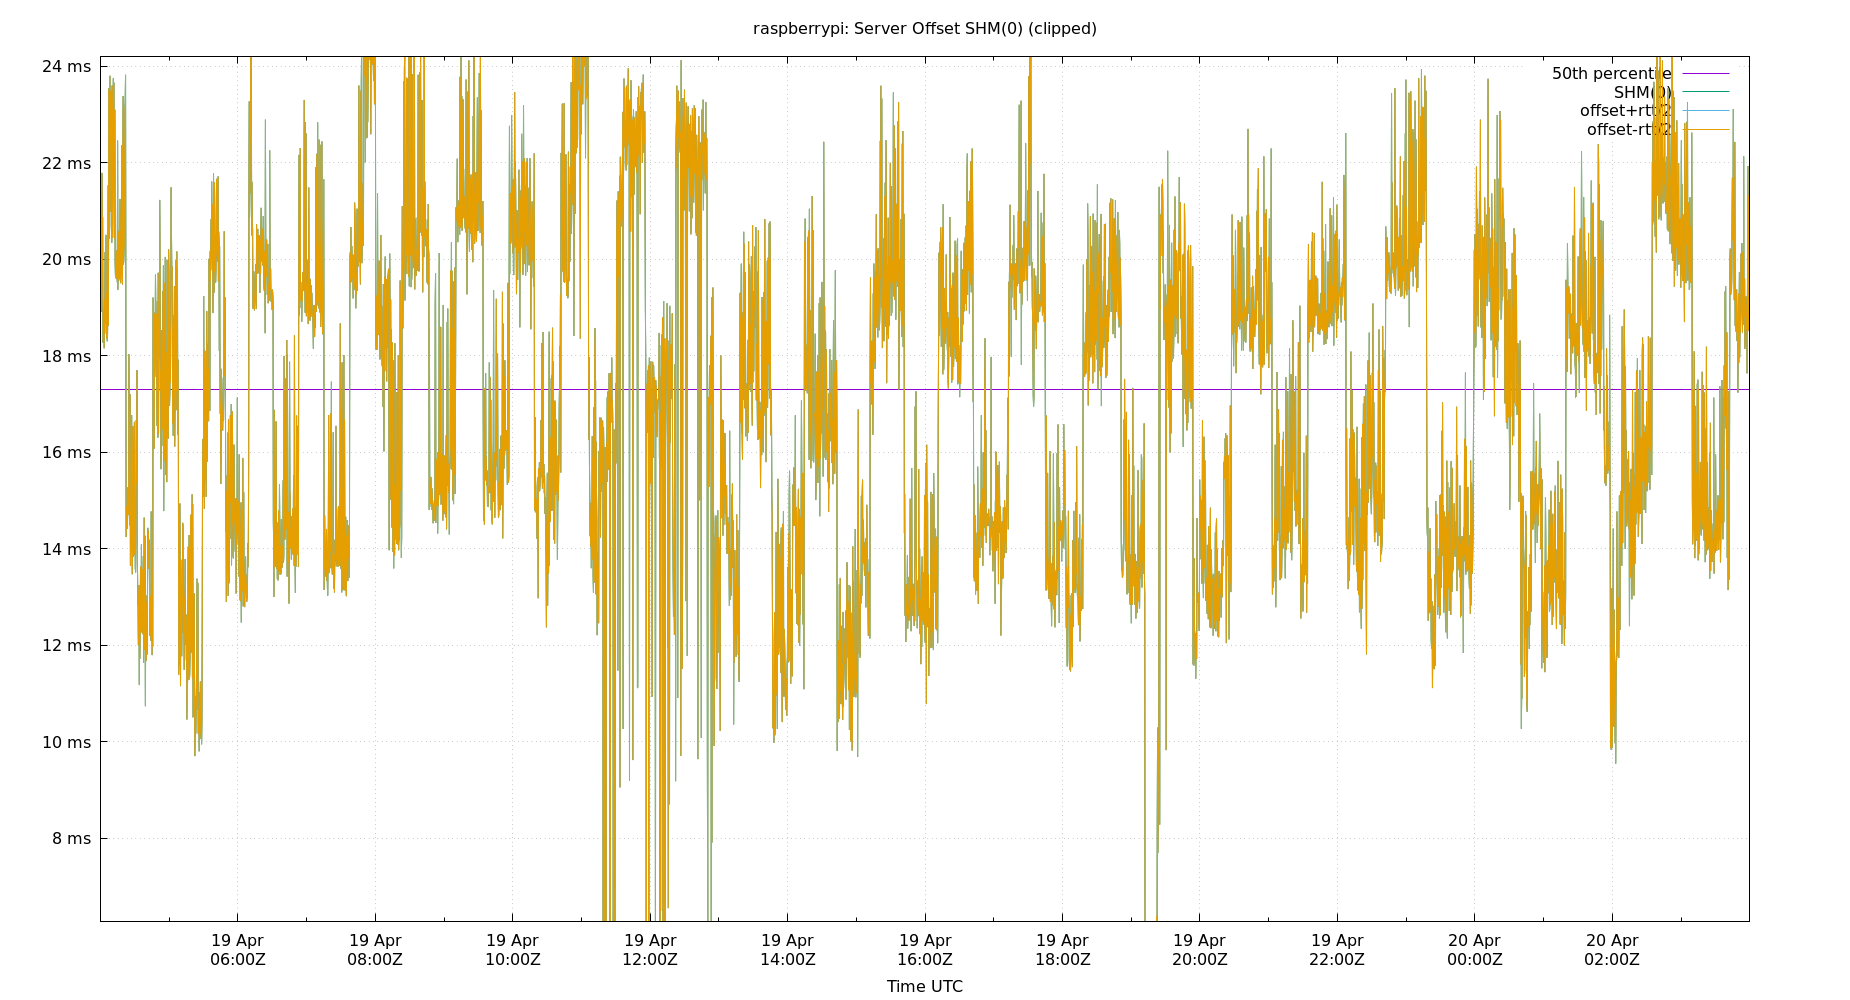 raspberrypi: Server Offset SHM(0) (clipped)
24 ms
22 ms
20 ms
18 ms
16 ms
14 ms
12 ms
10 ms
8 ms
50th percentile
SHM(0)
offset+rtt/2
offset-rtt/2
19 Apr
06:00Z
19 Apr
08:00Z
19 Apr
10:00Z
19 Apr
12:00Z
19 Apr
14:00Z
19 Apr
16:00Z
19 Apr
18:00Z
19 Apr
20:00Z
19 Apr
22:00Z
20 Apr
00:00Z
20 Apr
02:00Z
Time UTC